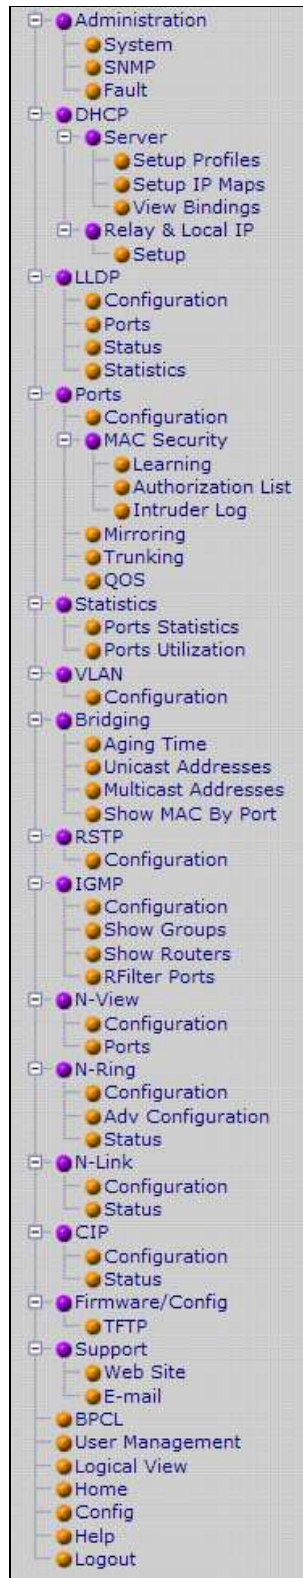 Administration
System
SNMP
Fault
DHCP
Server
Setup Profiles
Setup IP Maps
View Bindings
Relay & Local IP
Setup
LLDP
Configuration
Ports
Status
Statistics
Ports
Configuration
MAC Security
Learning
Authorization List
Intruder Log
Mirroring
Trunking
QOS
Statistics
Ports Statistics
Ports Utilization
VLAN
Configuration
Bridging
Aging Time
Unicast Addresses
Multicast Addresses
Show MAC By Port
RSTP
Configuration
IGMP
Configuration
Show Groups
Show Routers
RFilter Ports
N-View
Configuration
Ports
N-Ring
Configuration
Adv Configuration
Status
N-Link
Configuration
Status
CIP
Configuration
Status
Firmware/Config
TFTP
Support
Web Site
E-mail
BPCL
User Management
Logical View
Home
Config
Help
Logout